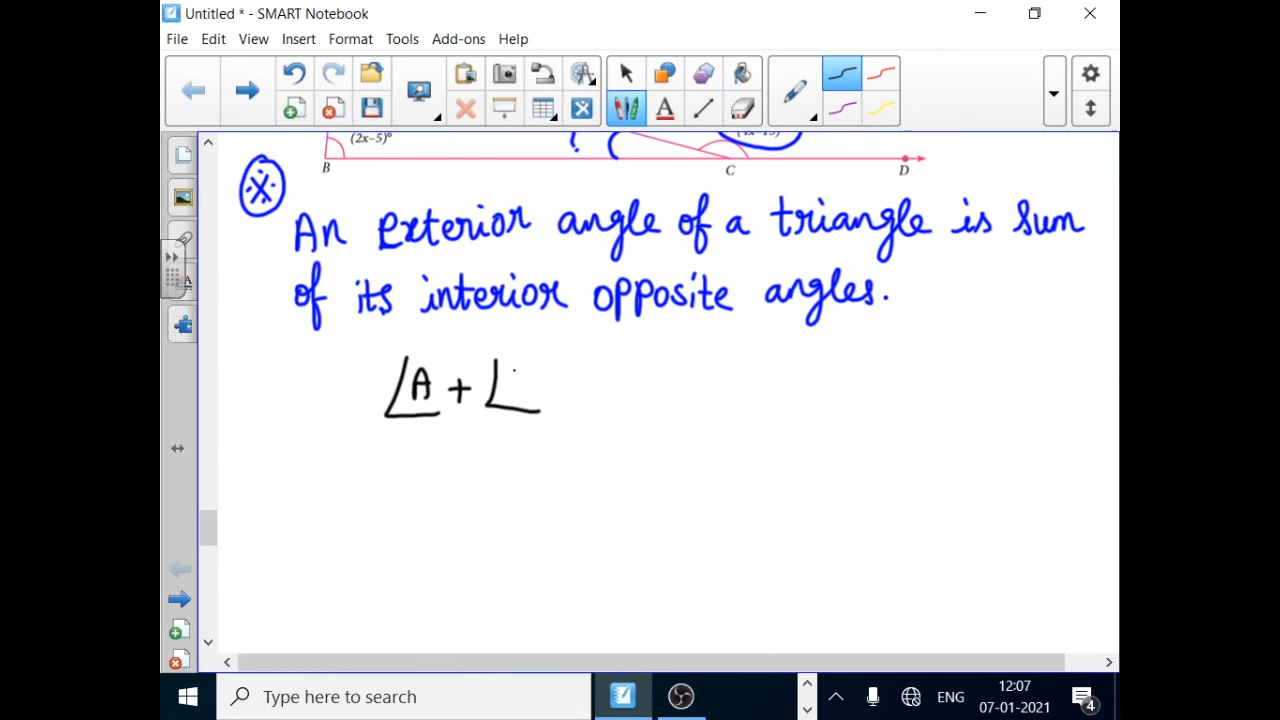 Untitled * - SMART Notebook
File Edit View Insert Format Tools Add-ons Help
(2x−5)°
B C D
An exterior angle of a triangle is sum
of its interior opposite angles.
∠A + ∠
Type here to search
ENG
12:07
07-01-2021
4